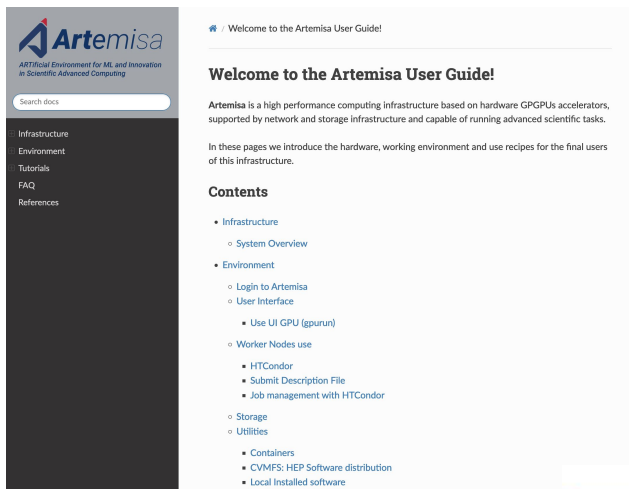 Artemisa
ARTificial Environment for ML and Innovation
in Scientific Advanced Computing
Search docs
Infrastructure
Environment
Tutorials
FAQ
References
/ Welcome to the Artemisa User Guide!
Welcome to the Artemisa User Guide!
Artemisa is a high performance computing infrastructure based on hardware GPGPUs accelerators,
supported by network and storage infrastructure and capable of running advanced scientific tasks.
In these pages we introduce the hardware, working environment and use recipes for the final users
of this infrastructure.
Contents
Infrastructure
System Overview
Environment
Login to Artemisa
User Interface
Use UI GPU (gpurun)
Worker Nodes use
HTCondor
Submit Description File
Job management with HTCondor
Storage
Utilities
Containers
CVMFS: HEP Software distribution
Local Installed software